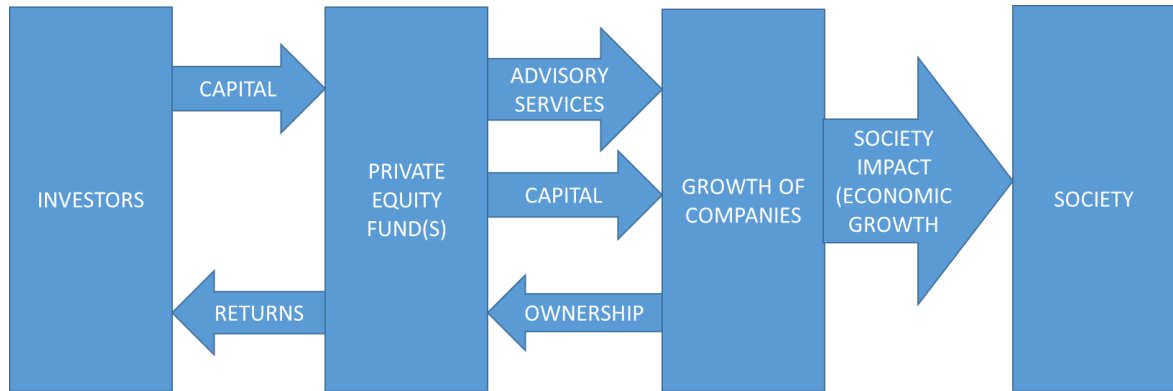 INVESTORS
CAPITAL
RETURNS
PRIVATE
EQUITY
FUND(S)
ADVISORY
SERVICES
CAPITAL
OWNERSHIP
GROWTH OF
COMPANIES
SOCIETY
IMPACT
(ECONOMIC
GROWTH
SOCIETY